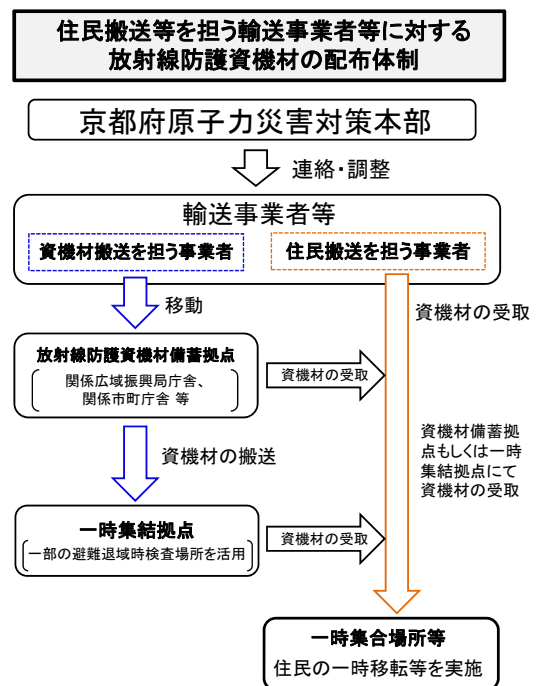 住民搬送等を担う輸送事業者等に対する
放射線防護資機材の配布体制
京都府原子力災害対策本部
連絡・調整
輸送事業者等
資機材搬送を担う事業者
住民搬送を担う事業者
移動
資機材の受取
放射線防護資機材備蓄拠点
関係広域振興局庁舎、
関係市町庁舎 等
資機材の受取
資機材の搬送
資機材備蓄拠
点もしくは一時
集結拠点にて
資機材の受取
一時集結拠点
一部の避難退域時検査場所を活用
資機材の受取
一時集合場所等
住民の一時移転等を実施